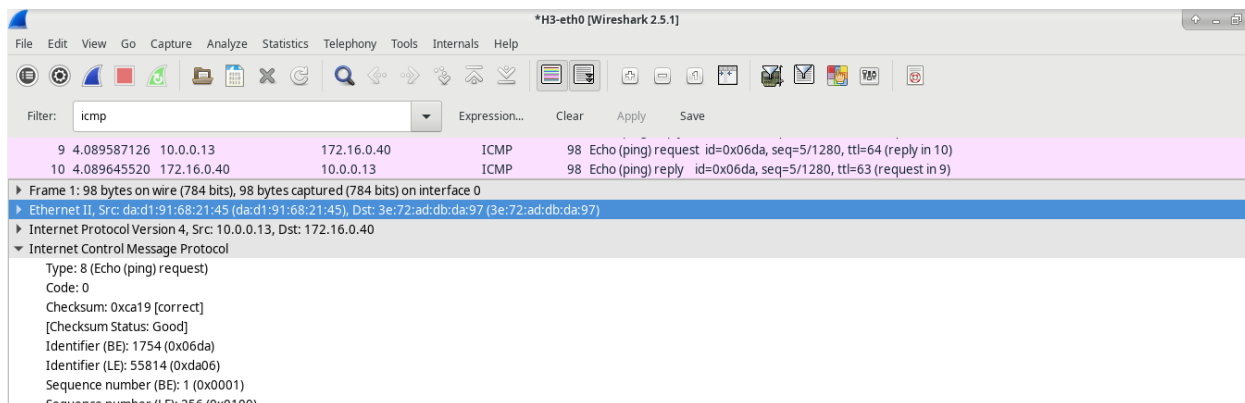 *H3-eth0 [Wireshark 2.5.1]
File Edit View Go Capture Analyze Statistics Telephony Tools Internals Help
Filter: icmp Expression... Clear Apply Save
9 4.089587126 10.0.0.13 172.16.0.40 ICMP 98 Echo (ping) request id=0x06da, seq=5/1280, ttl=64 (reply in 10)
10 4.089645520 172.16.0.40 10.0.0.13 ICMP 98 Echo (ping) reply id=0x06da, seq=5/1280, ttl=63 (request in 9)
Frame 1: 98 bytes on wire (784 bits), 98 bytes captured (784 bits) on interface 0
Ethernet II, Src: da:d1:91:68:21:45 (da:d1:91:68:21:45), Dst: 3e:72:ad:db:da:97 (3e:72:ad:db:da:97)
Internet Protocol Version 4, Src: 10.0.0.13, Dst: 172.16.0.40
Internet Control Message Protocol
Type: 8 (Echo (ping) request)
Code: 0
Checksum: 0xca19 [correct]
[Checksum Status: Good]
Identifier (BE): 1754 (0x06da)
Identifier (LE): 55814 (0xda06)
Sequence number (BE): 1 (0x0001)
Sequence number (LE): 256 (0x0100)